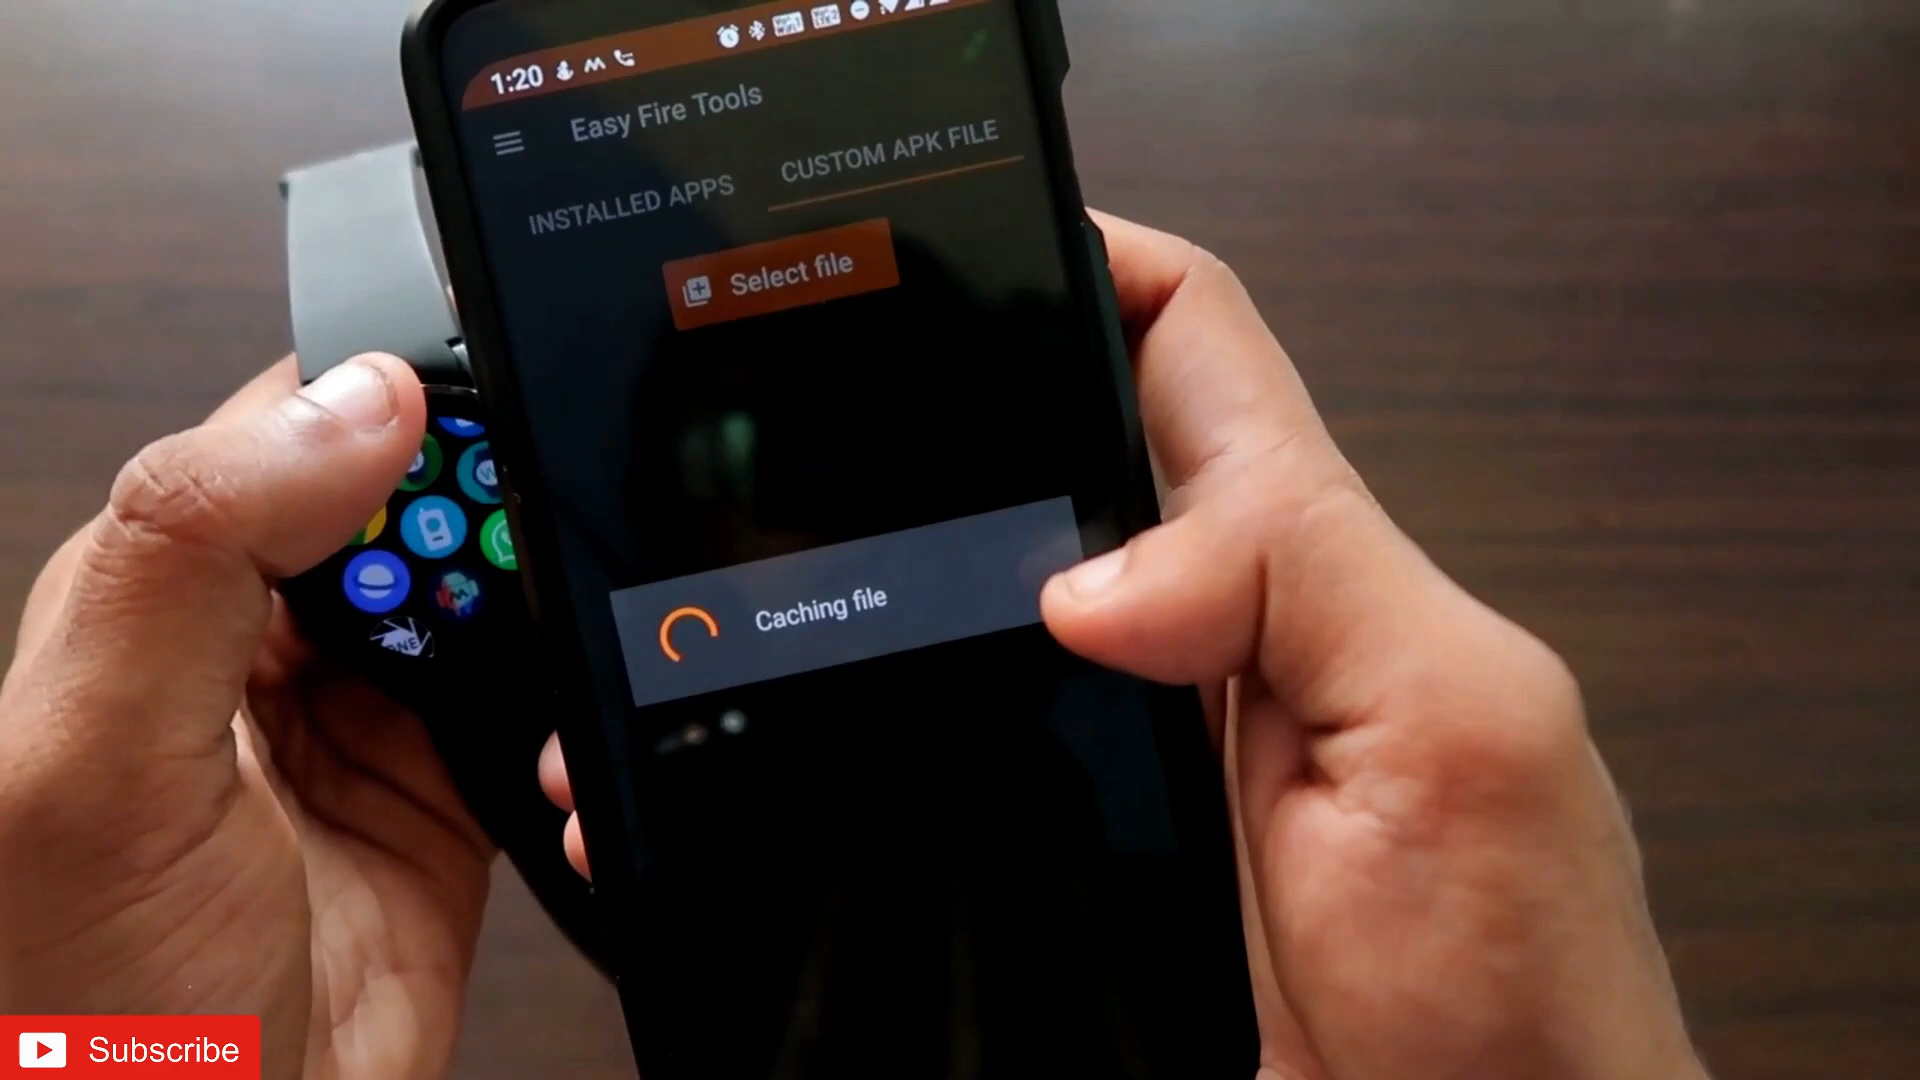 1:20
Easy Fire Tools
INSTALLED APPS
CUSTOM APK FILE
Select file
Caching file
Subscribe